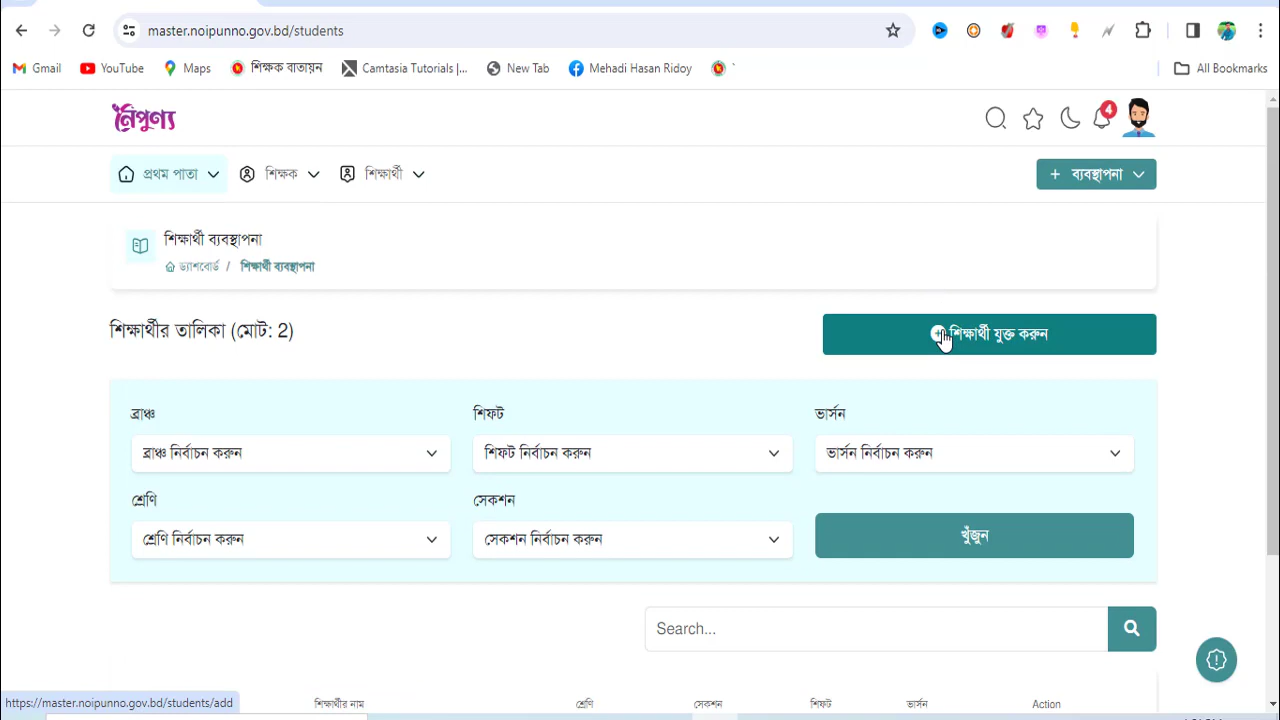 master.noipunno.gov.bd/students
Gmail YouTube Maps শিক্ষক বাতায়ন Camtasia Tutorials |... New Tab Mehadi Hasan Ridoy ` All Bookmarks
নৈপুণ্য 4
প্রথম পাতা শিক্ষক শিক্ষার্থী + ব্যবস্থাপনা
শিক্ষার্থী ব্যবস্থাপনা
ড্যাশবোর্ড / শিক্ষার্থী ব্যবস্থাপনা
শিক্ষার্থীর তালিকা (মোট: 2) শিক্ষার্থী যুক্ত করুন
ব্রাঞ্চ শিফট ভার্সন
ব্রাঞ্চ নির্বাচন করুন শিফট নির্বাচন করুন ভার্সন নির্বাচন করুন
শ্রেণি সেকশন
শ্রেণি নির্বাচন করুন সেকশন নির্বাচন করুন খুঁজুন
Search...
https://master.noipunno.gov.bd/students/add শিক্ষার্থীর নাম শ্রেণি সেকশন শিফট ভার্সন Action